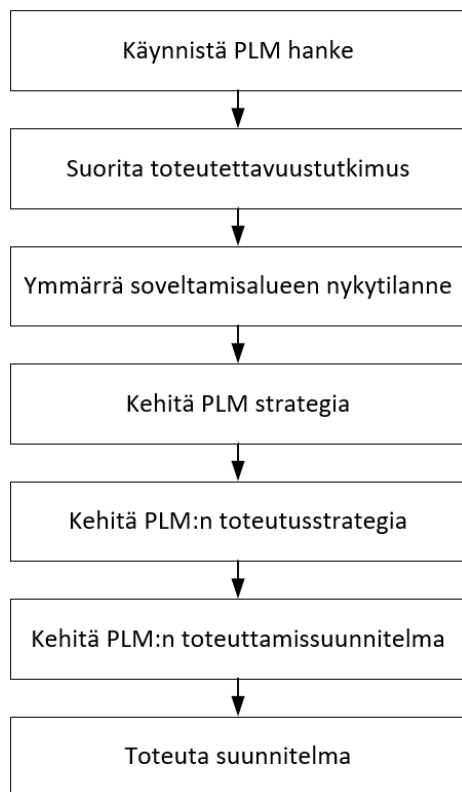 Käynnistä PLM hanke
Suorita toteutettavuustutkimus
Ymmärrä soveltamisalueen nykytilanne
Kehitä PLM strategia
Kehitä PLM:n toteutusstrategia
Kehitä PLM:n toteuttamissuunnitelma
Toteuta suunnitelma